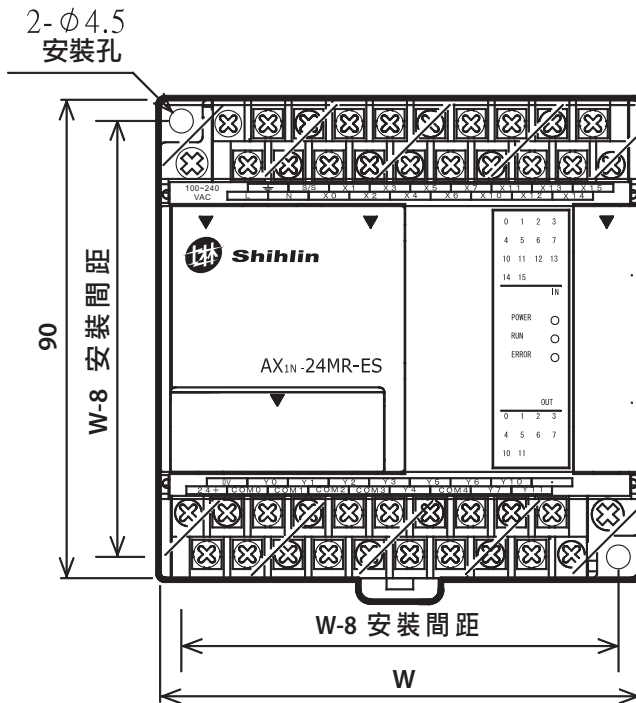 2-Φ4.5
安裝孔
100~240
VAC
S/S X1 X3 X5 X7 X11 X13 X15
L N X0 X2 X4 X6 X10 X12 X14
Shihlin
AX1N-24MR-ES
0 1 2 3
4 5 6 7
10 11 12 13
14 15
IN
POWER
RUN
ERROR
OUT
0 1 2 3
4 5 6 7
10 11
0V Y0 Y1 Y2 Y3 Y5 Y6 Y10 .
24+ COM0 COM1 COM2 COM3 Y4 COM4 Y7 Y11
90
W-8 安裝間距
W-8 安裝間距
W